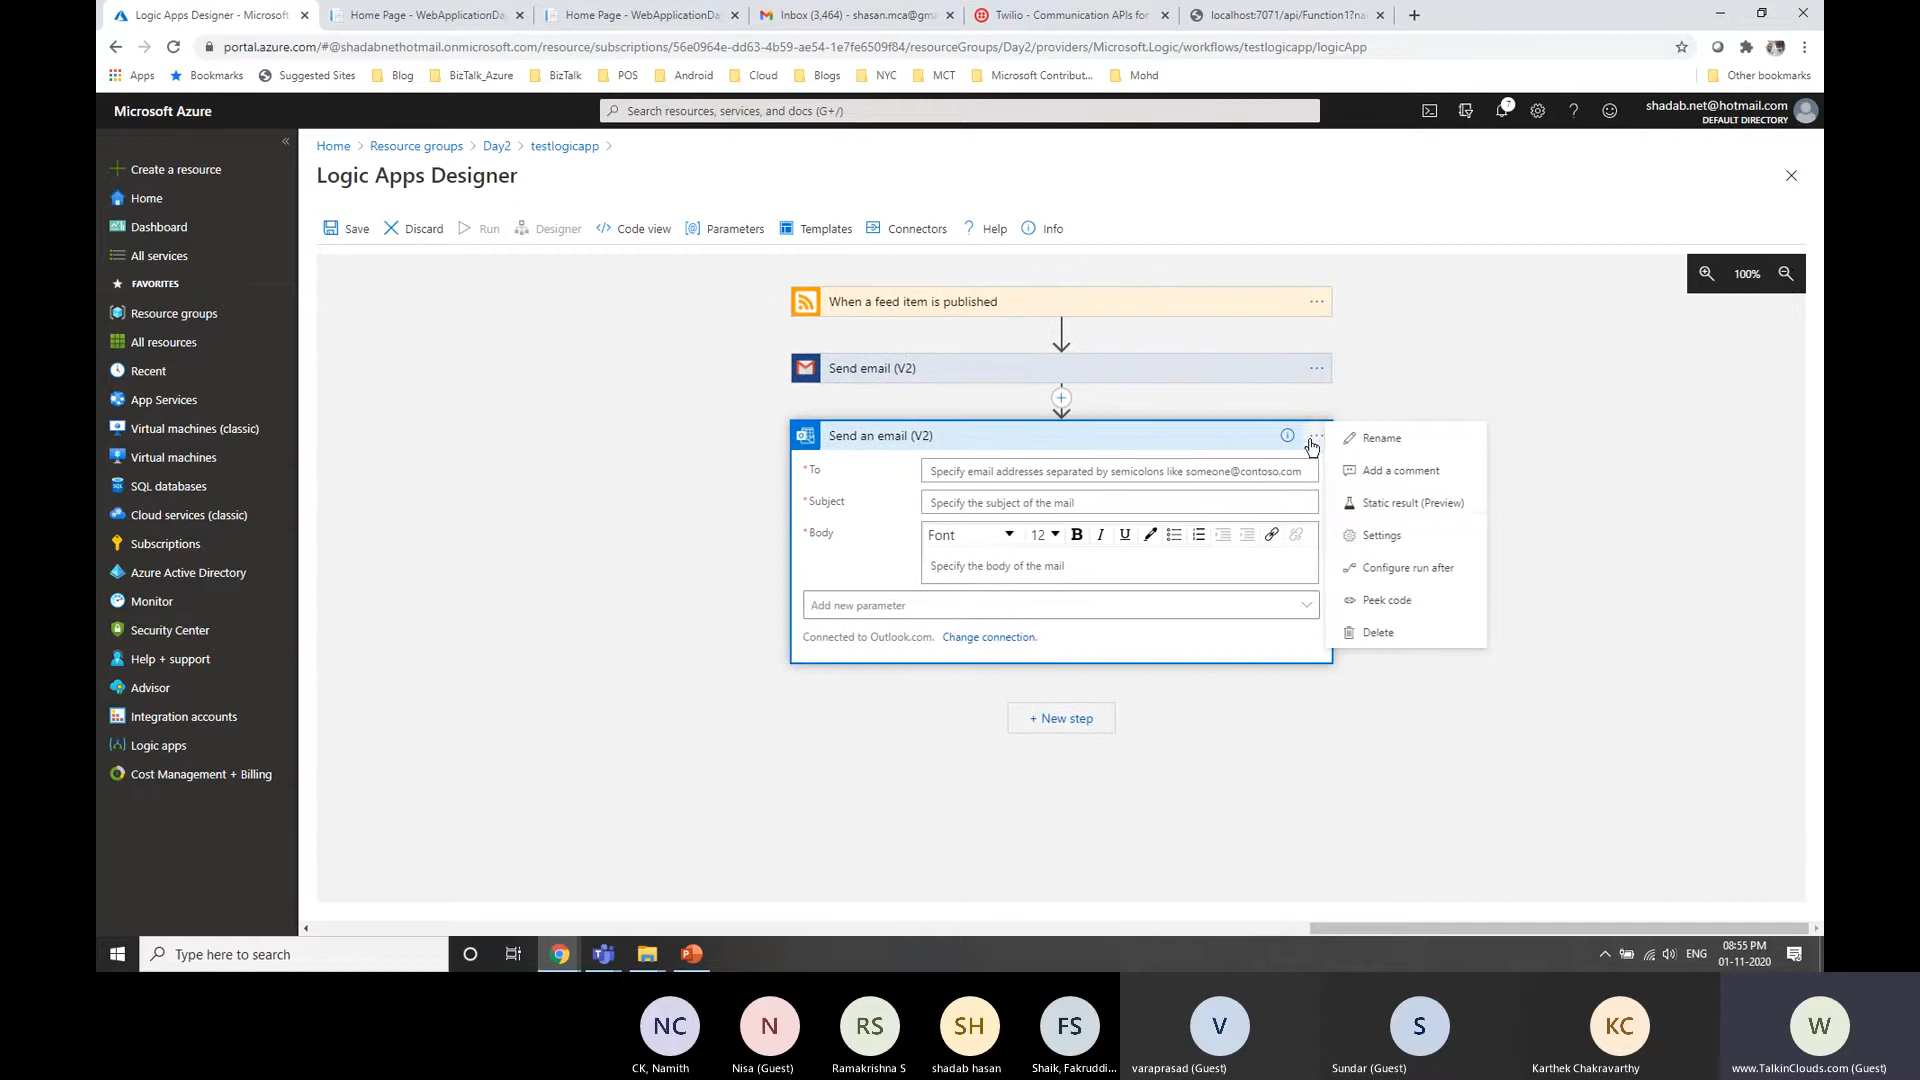 Logic Apps Designer - Microsoft
Home Page - WebApplicationDa
Home Page - WebApplicationDa
Inbox (3,464) - shasan.mca@gm
Twilio - Communication APIs for
localhost:7071/api/Function1?na
portal.azure.com/#@shadabnethotmail.onmicrosoft.com/resource/subscriptions/56e0964e-dd63-4b59-ae54-1e7fe6509f84/resourceGroups/Day2/providers/Microsoft.Logic/workflows/testlogicapp/logicApp
Apps Bookmarks Suggested Sites Blog BizTalk_Azure BizTalk POS Android Cloud Blogs NYC MCT Microsoft Contribut... Mohd Other bookmarks
Microsoft Azure
Search resources, services, and docs (G+/)
7
shadab.net@hotmail.com
DEFAULT DIRECTORY
Create a resource
Home
Dashboard
All services
FAVORITES
Resource groups
All resources
Recent
App Services
Virtual machines (classic)
Virtual machines
SQL databases
Cloud services (classic)
Subscriptions
Azure Active Directory
Monitor
Security Center
Help + support
Advisor
Integration accounts
Logic apps
Cost Management + Billing
Home > Resource groups > Day2 > testlogicapp >
Logic Apps Designer
Save Discard Run Designer Code view Parameters Templates Connectors Help Info
100%
When a feed item is published
Send email (V2)
Send an email (V2)
* To
Specify email addresses separated by semicolons like someone@contoso.com
* Subject
Specify the subject of the mail
* Body
Font 12 B I U
Specify the body of the mail
Add new parameter
Connected to Outlook.com. Change connection.
Rename
Add a comment
Static result (Preview)
Settings
Configure run after
Peek code
Delete
+ New step
Type here to search
ENG
08:55 PM
01-11-2020
NC
N
RS
SH
FS
V
S
KC
W
CK, Namith
Nisa (Guest)
Ramakrishna S
shadab hasan
Shaik, Fakruddi...
varaprasad (Guest)
Sundar (Guest)
Karthek Chakravarthy
www.TalkinClouds.com (Guest)